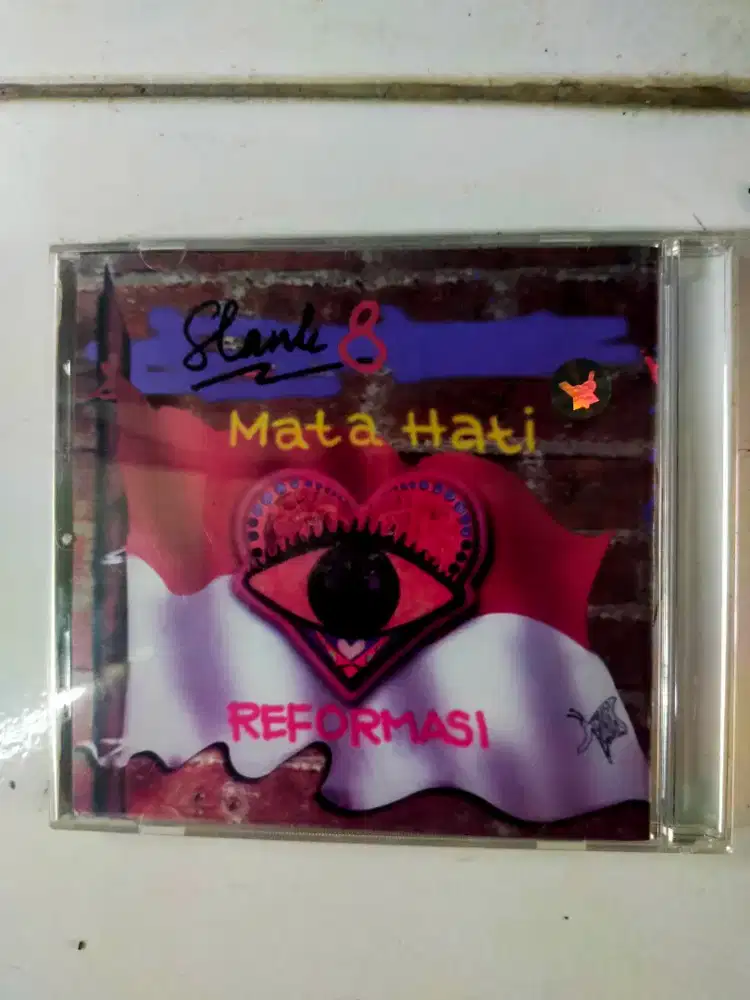 Slank 8
Mata Hati
REFORMASI